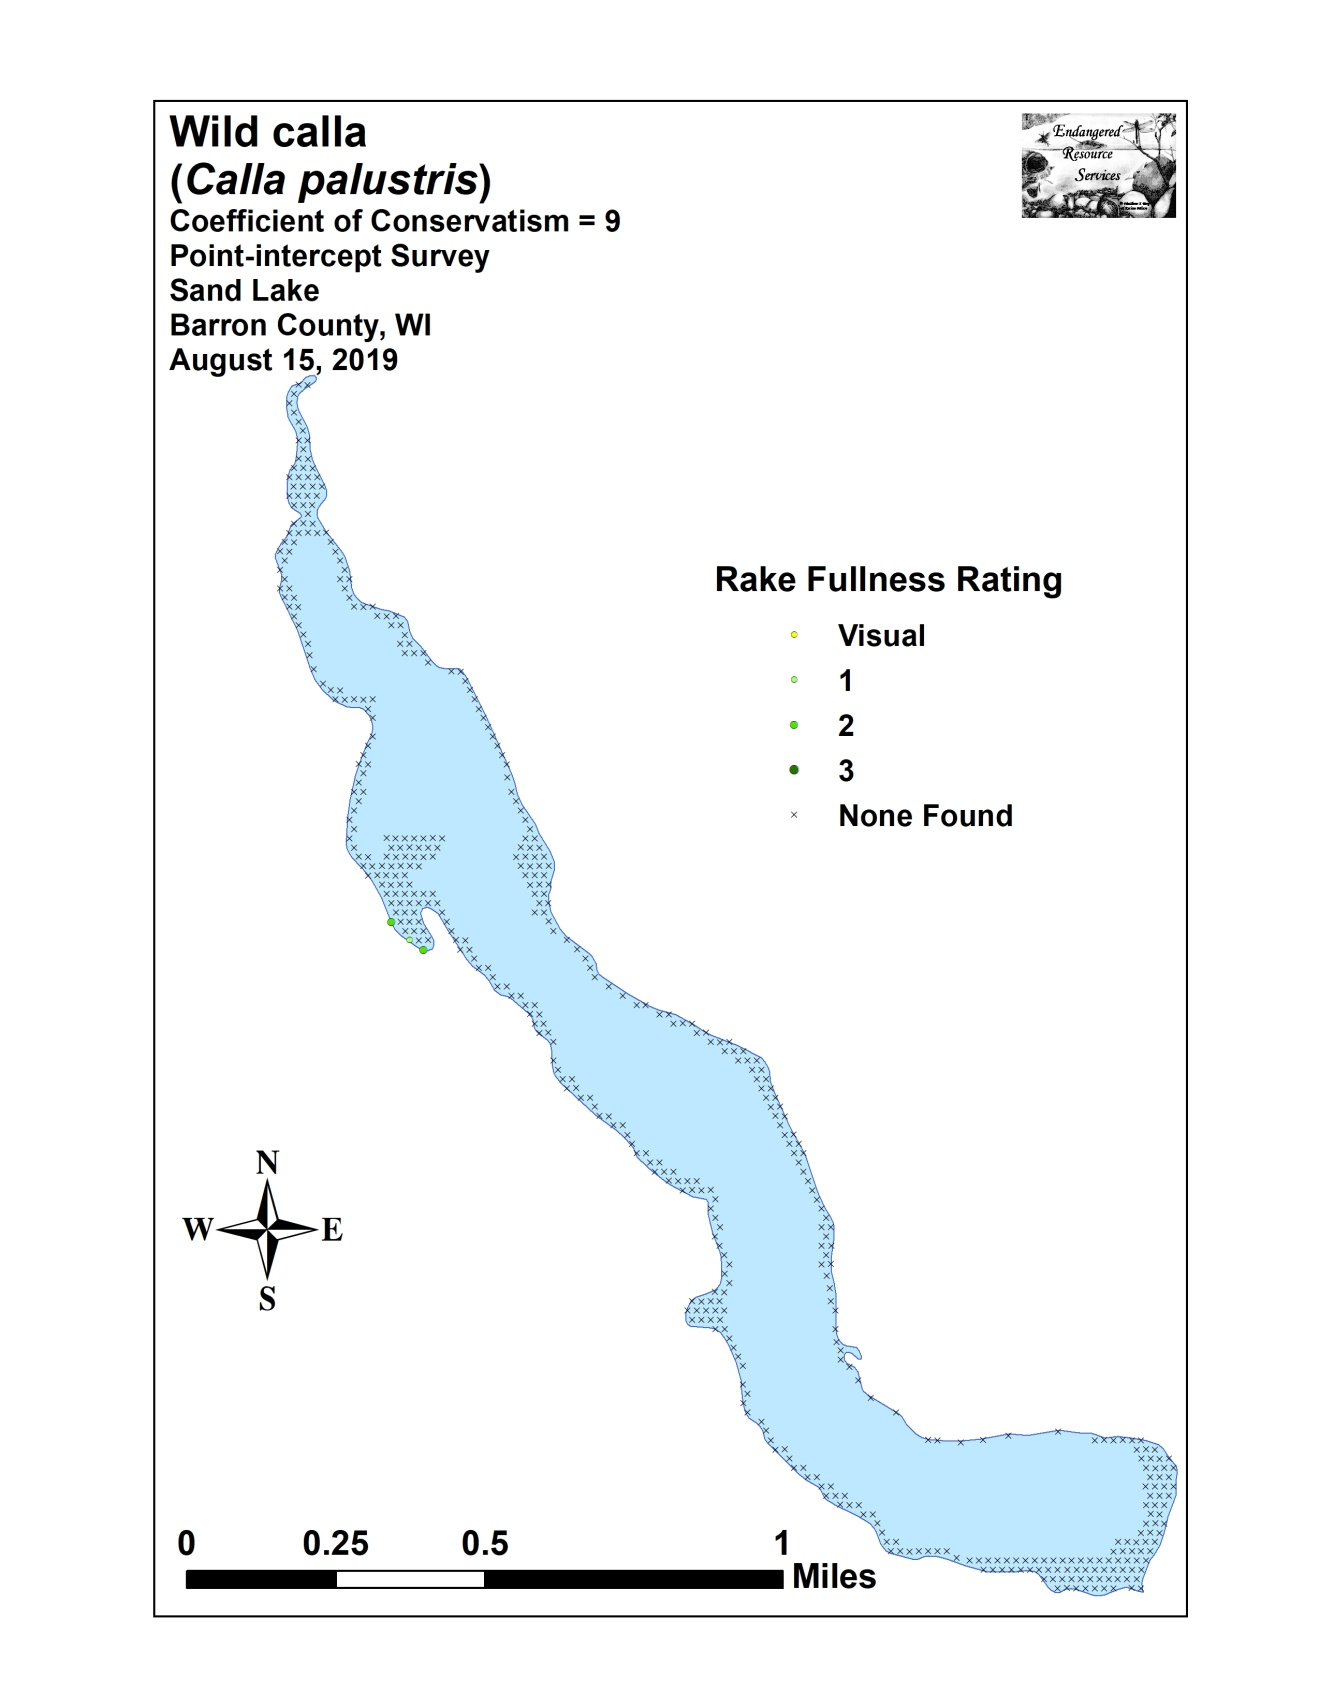 Wild calla
(Calla palustris)
Coefficient of Conservatism = 9
Point-intercept Survey
Sand Lake
Barron County, WI
August 15, 2019
Endangered
Resource
Services
Rake Fullness Rating
Visual
1
2
3
None Found
N
W E
S
0 0.25 0.5 1
Miles